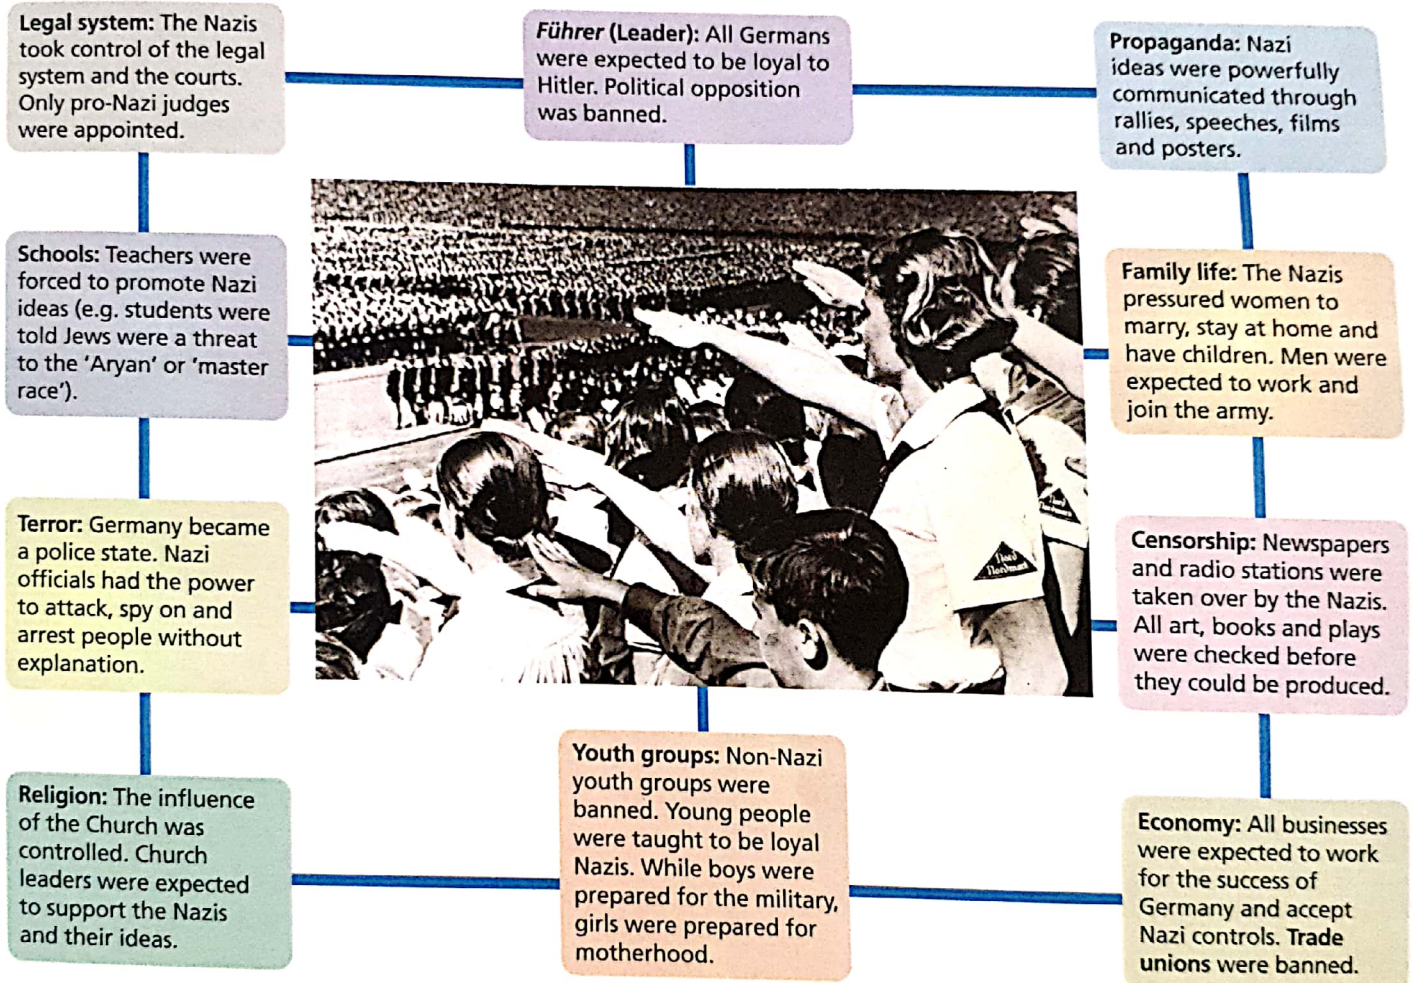 Legal system: The Nazis
took control of the legal
system and the courts.
Only pro-Nazi judges
were appointed.
Führer (Leader): All Germans
were expected to be loyal to
Hitler. Political opposition
was banned.
Propaganda: Nazi
ideas were powerfully
communicated through
rallies, speeches, films
and posters.
Schools: Teachers were
forced to promote Nazi
ideas (e.g. students were
told Jews were a threat
to the ‘Aryan’ or ‘master
race’).
Family life: The Nazis
pressured women to
marry, stay at home and
have children. Men were
expected to work and
join the army.
Terror: Germany became
a police state. Nazi
officials had the power
to attack, spy on and
arrest people without
explanation.
Censorship: Newspapers
and radio stations were
taken over by the Nazis.
All art, books and plays
were checked before
they could be produced.
Religion: The influence
of the Church was
controlled. Church
leaders were expected
to support the Nazis
and their ideas.
Youth groups: Non-Nazi
youth groups were
banned. Young people
were taught to be loyal
Nazis. While boys were
prepared for the military,
girls were prepared for
motherhood.
Economy: All businesses
were expected to work
for the success of
Germany and accept
Nazi controls. Trade
unions were banned.